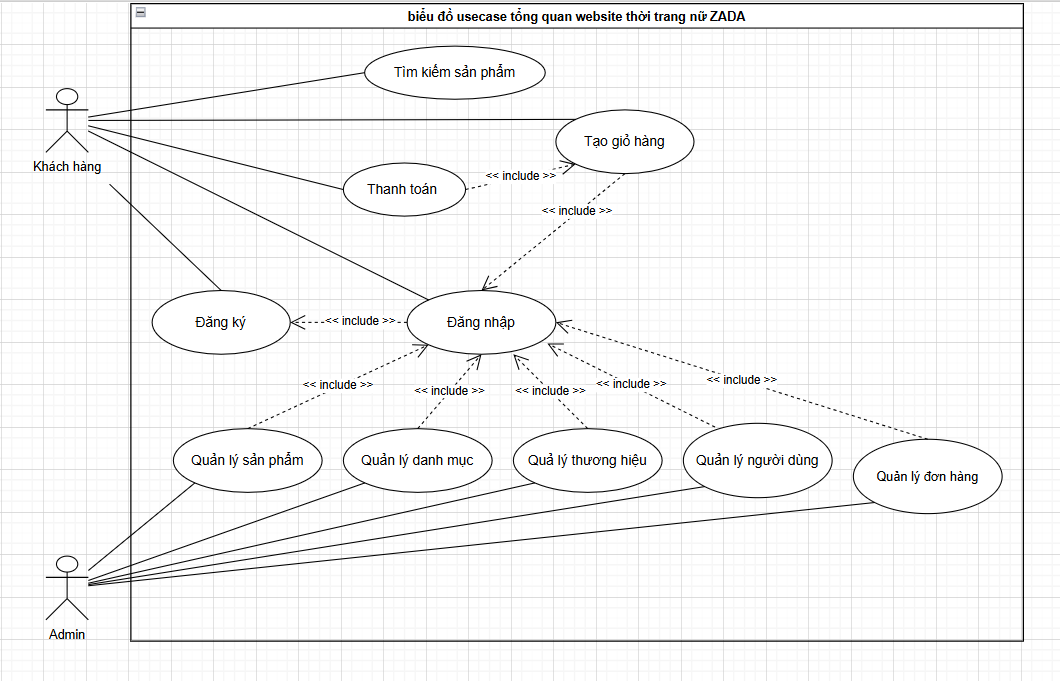 biểu đồ usecase tổng quan website thời trang nữ ZADA
Tìm kiếm sản phẩm
Tạo giỏ hàng
Khách hàng
<< include >>
Thanh toán
<< include >>
Đăng ký
<< include >>
Đăng nhập
<< include >>
<< include >>
<< include >>
<< include >>
<< include >>
Quản lý sản phẩm
Quản lý danh mục
Quả lý thương hiệu
Quản lý người dùng
Quản lý đơn hàng
Admin